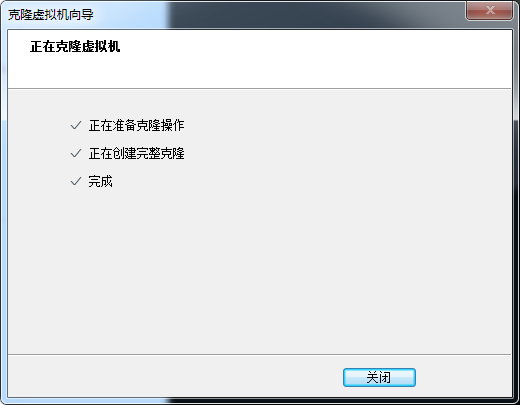 克隆虚拟机向导
正在克隆虚拟机
正在准备克隆操作
正在创建完整克隆
完成
关闭